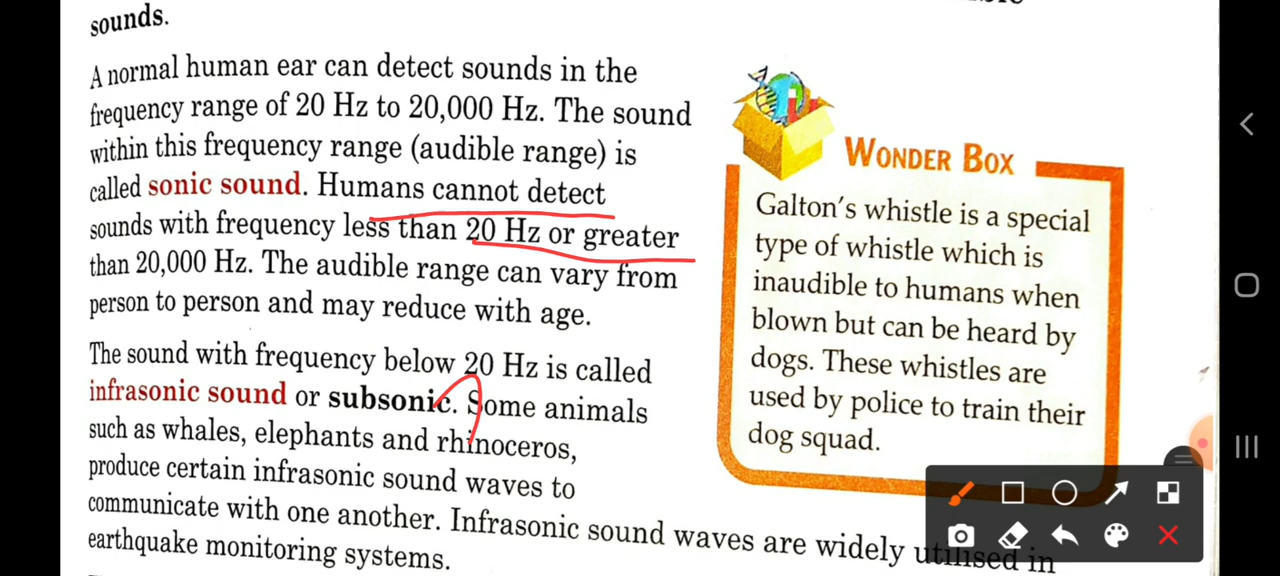 sounds.
A normal human ear can detect sounds in the
frequency range of 20 Hz to 20,000 Hz. The sound
within this frequency range (audible range) is
called sonic sound. Humans cannot detect
sounds with frequency less than 20 Hz or greater
than 20,000 Hz. The audible range can vary from
person to person and may reduce with age.
The sound with frequency below 20 Hz is called
infrasonic sound or subsonic. Some animals
such as whales, elephants and rhinoceros,
produce certain infrasonic sound waves to
communicate with one another. Infrasonic sound waves are widely utilised in
earthquake monitoring systems.
WONDER BOX
Galton's whistle is a special
type of whistle which is
inaudible to humans when
blown but can be heard by
dogs. These whistles are
used by police to train their
dog squad.